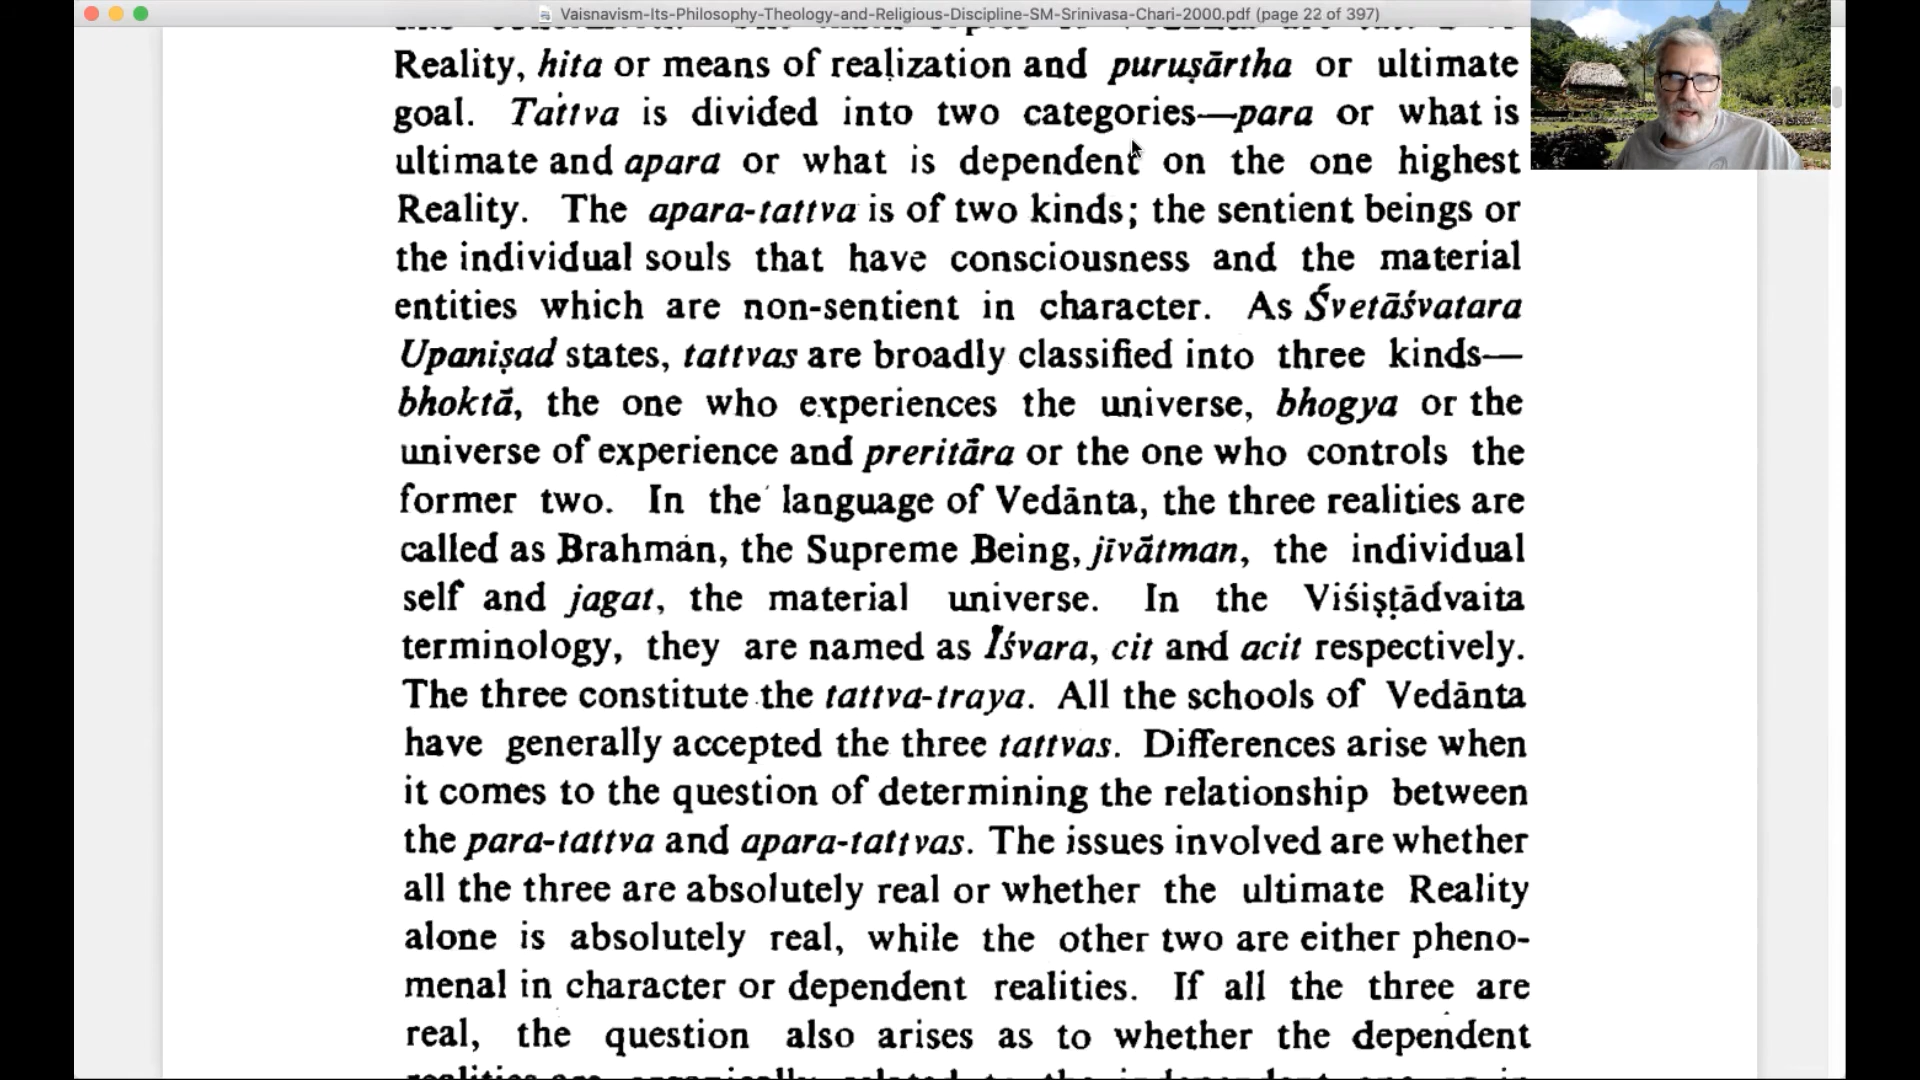 Vaisnavism-Its-Philosophy-Theology-and-Religious-Discipline-SM-Srinivasa-Chari-2000.pdf (page 22 of 397)
Reality, hita or means of realization and puruṣārtha or ultimate
goal. Tattva is divided into two categories—para or what is
ultimate and apara or what is dependent on the one highest
Reality. The apara-tattva is of two kinds; the sentient beings or
the individual souls that have consciousness and the material
entities which are non-sentient in character. As Śvetāśvatara
Upaniṣad states, tattvas are broadly classified into three kinds—
bhoktā, the one who experiences the universe, bhogya or the
universe of experience and preritāra or the one who controls the
former two. In the language of Vedānta, the three realities are
called as Brahman, the Supreme Being, jīvātman, the individual
self and jagat, the material universe. In the Viśiṣṭādvaita
terminology, they are named as Īśvara, cit and acit respectively.
The three constitute the tattva-traya. All the schools of Vedānta
have generally accepted the three tattvas. Differences arise when
it comes to the question of determining the relationship between
the para-tattva and apara-tattvas. The issues involved are whether
all the three are absolutely real or whether the ultimate Reality
alone is absolutely real, while the other two are either pheno-
menal in character or dependent realities. If all the three are
real, the question also arises as to whether the dependent